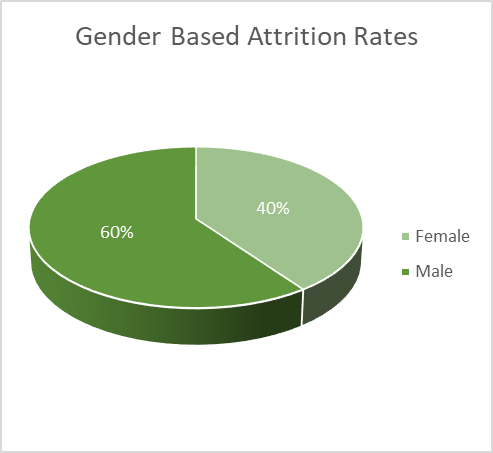 Gender Based Attrition Rates
40%
60%
Female
Male